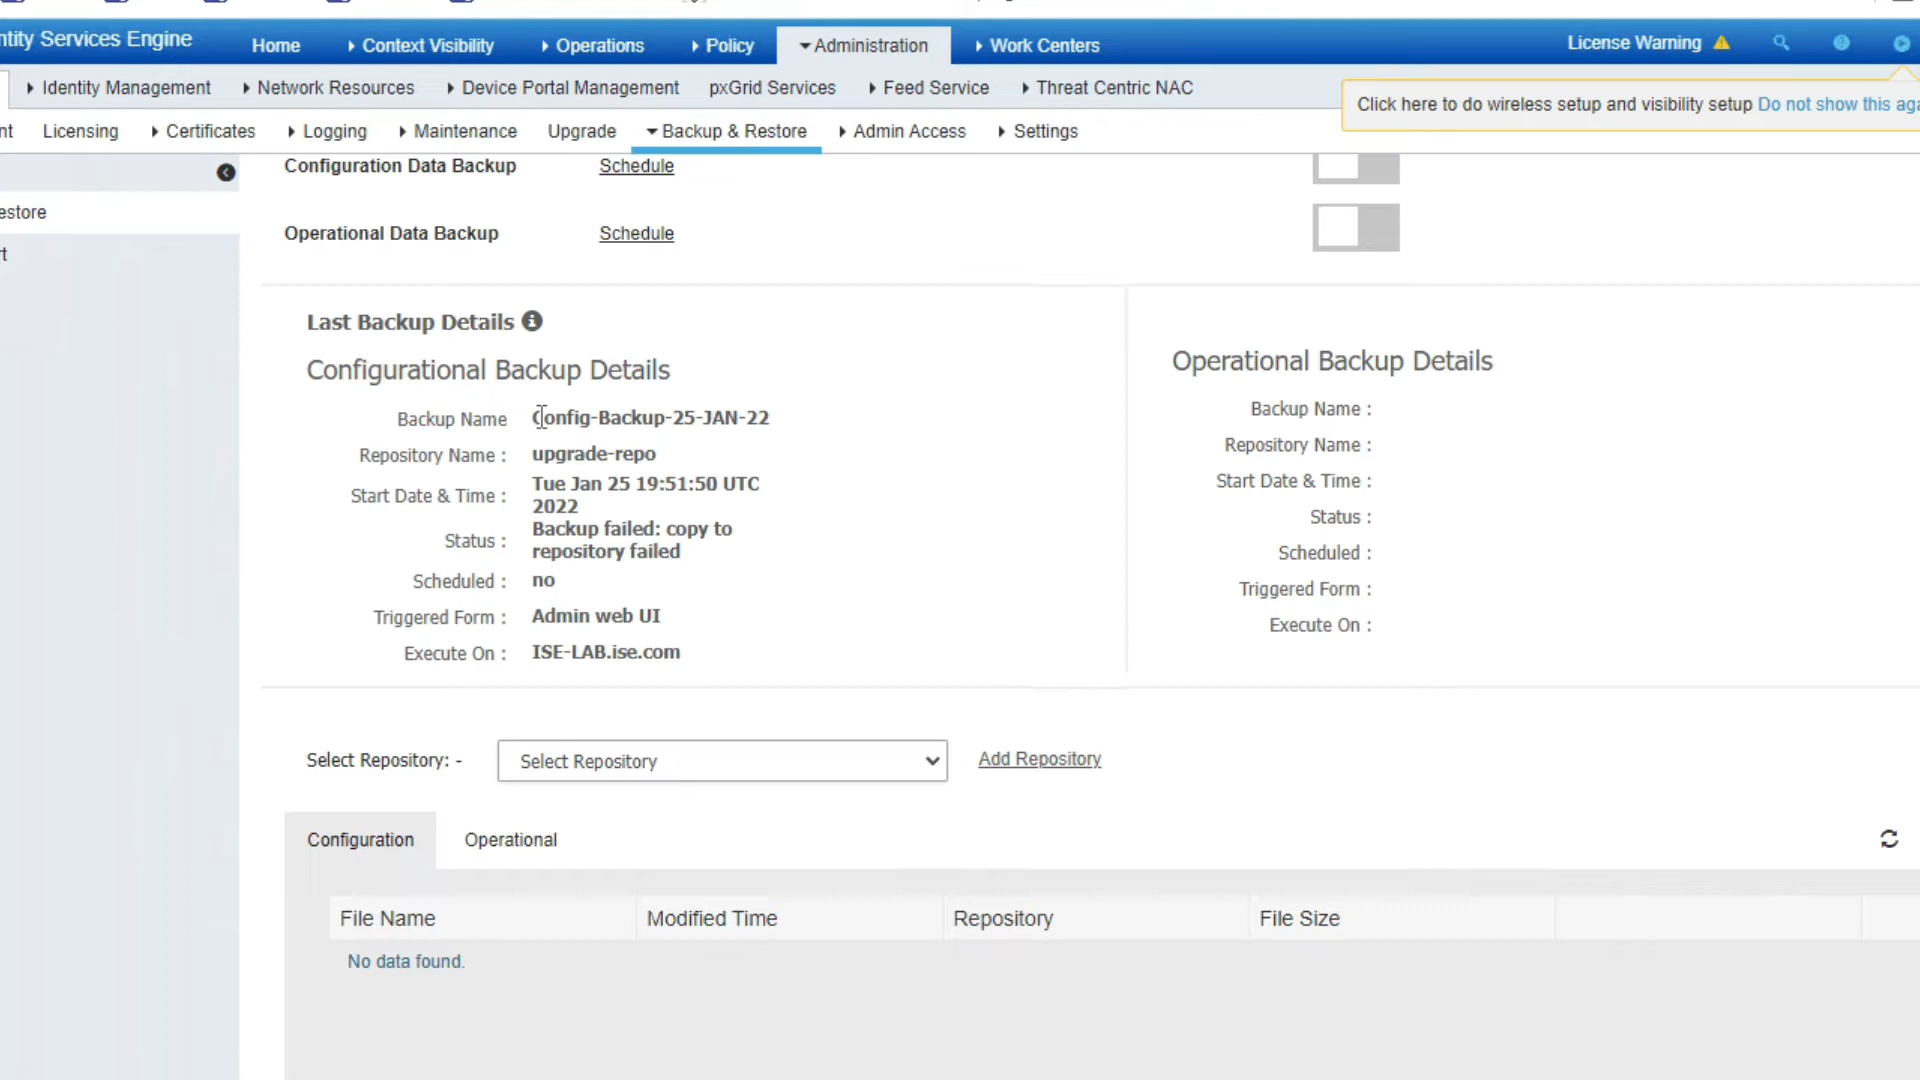 ntity Services Engine Home Context Visibility Operations Policy Administration Work Centers License Warning
Identity Management Network Resources Device Portal Management pxGrid Services Feed Service Threat Centric NAC
Click here to do wireless setup and visibility setup Do not show this aga
nt Licensing Certificates Logging Maintenance Upgrade Backup & Restore Admin Access Settings
estore
rt
Configuration Data Backup Schedule
Operational Data Backup Schedule
Last Backup Details
Configurational Backup Details
Backup Name Config-Backup-25-JAN-22
Repository Name : upgrade-repo
Start Date & Time : Tue Jan 25 19:51:50 UTC
2022
Status : Backup failed: copy to
repository failed
Scheduled : no
Triggered Form : Admin web UI
Execute On : ISE-LAB.ise.com
Operational Backup Details
Backup Name :
Repository Name :
Start Date & Time :
Status :
Scheduled :
Triggered Form :
Execute On :
Select Repository: - Select Repository Add Repository
Configuration Operational
File Name Modified Time Repository File Size
No data found.